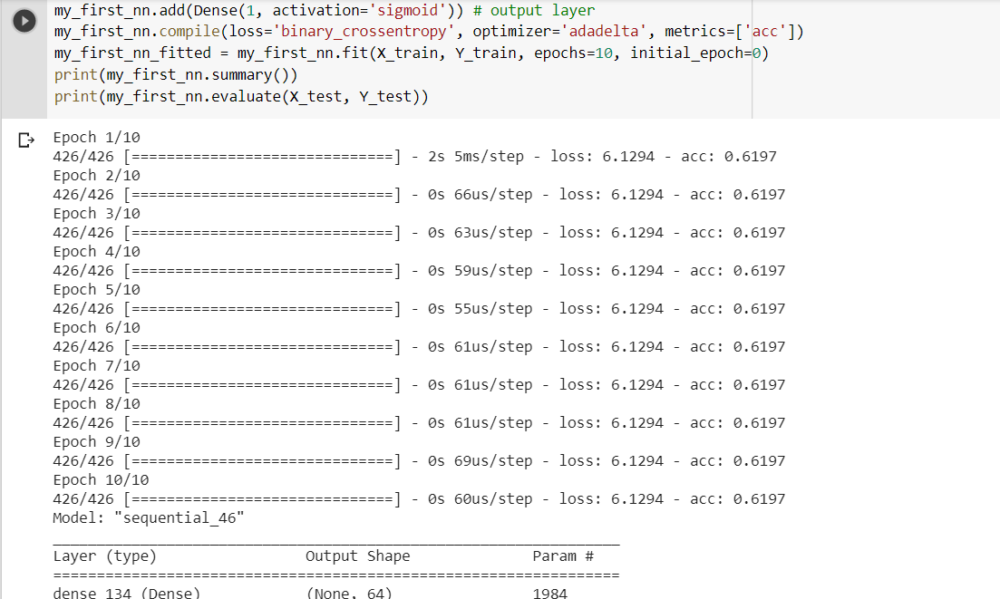 my_first_nn.add(Dense(1, activation='sigmoid')) # output layer
my_first_nn.compile(loss='binary_crossentropy', optimizer='adadelta', metrics=['acc'])
my_first_nn_fitted = my_first_nn.fit(X_train, Y_train, epochs=10, initial_epoch=0)
print(my_first_nn.summary())
print(my_first_nn.evaluate(X_test, Y_test))
Epoch 1/10
426/426 [==============================] - 2s 5ms/step - loss: 6.1294 - acc: 0.6197
Epoch 2/10
426/426 [==============================] - 0s 66us/step - loss: 6.1294 - acc: 0.6197
Epoch 3/10
426/426 [==============================] - 0s 63us/step - loss: 6.1294 - acc: 0.6197
Epoch 4/10
426/426 [==============================] - 0s 59us/step - loss: 6.1294 - acc: 0.6197
Epoch 5/10
426/426 [==============================] - 0s 55us/step - loss: 6.1294 - acc: 0.6197
Epoch 6/10
426/426 [==============================] - 0s 61us/step - loss: 6.1294 - acc: 0.6197
Epoch 7/10
426/426 [==============================] - 0s 61us/step - loss: 6.1294 - acc: 0.6197
Epoch 8/10
426/426 [==============================] - 0s 61us/step - loss: 6.1294 - acc: 0.6197
Epoch 9/10
426/426 [==============================] - 0s 69us/step - loss: 6.1294 - acc: 0.6197
Epoch 10/10
426/426 [==============================] - 0s 60us/step - loss: 6.1294 - acc: 0.6197
Model: "sequential_46"
_________________________________________________________________
Layer (type)                 Output Shape              Param #
=================================================================
dense_134 (Dense)            (None, 64)                1984